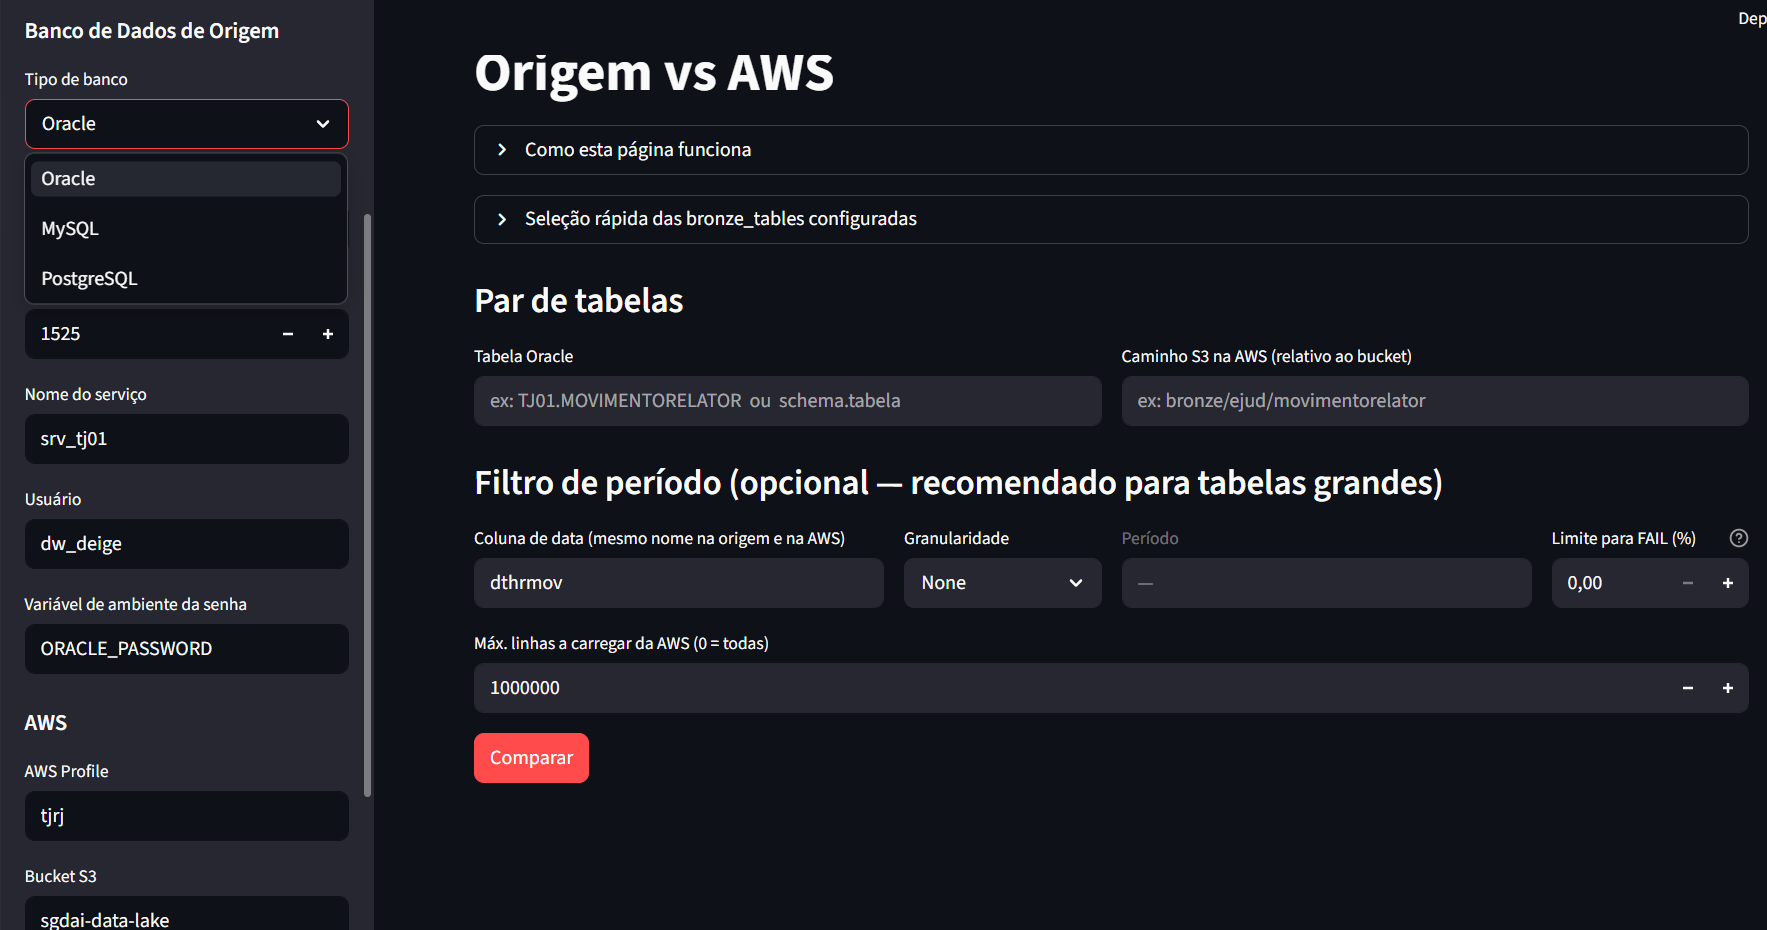 Banco de Dados de Origem
Tipo de banco
Oracle
Oracle
MySQL
PostgreSQL
1525
Nome do serviço
srv_tj01
Usuário
dw_deige
Variável de ambiente da senha
ORACLE_PASSWORD
AWS
AWS Profile
tjrj
Bucket S3
sgdai-data-lake
Origem vs AWS
Como esta página funciona
Seleção rápida das bronze_tables configuradas
Par de tabelas
Tabela Oracle
ex: TJ01.MOVIMENTORELATOR ou schema.tabela
Caminho S3 na AWS (relativo ao bucket)
ex: bronze/ejud/movimentorelator
Filtro de período (opcional — recomendado para tabelas grandes)
Coluna de data (mesmo nome na origem e na AWS)
dthrmov
Granularidade
None
Período
—
Limite para FAIL (%)
0,00
Máx. linhas a carregar da AWS (0 = todas)
1000000
Comparar